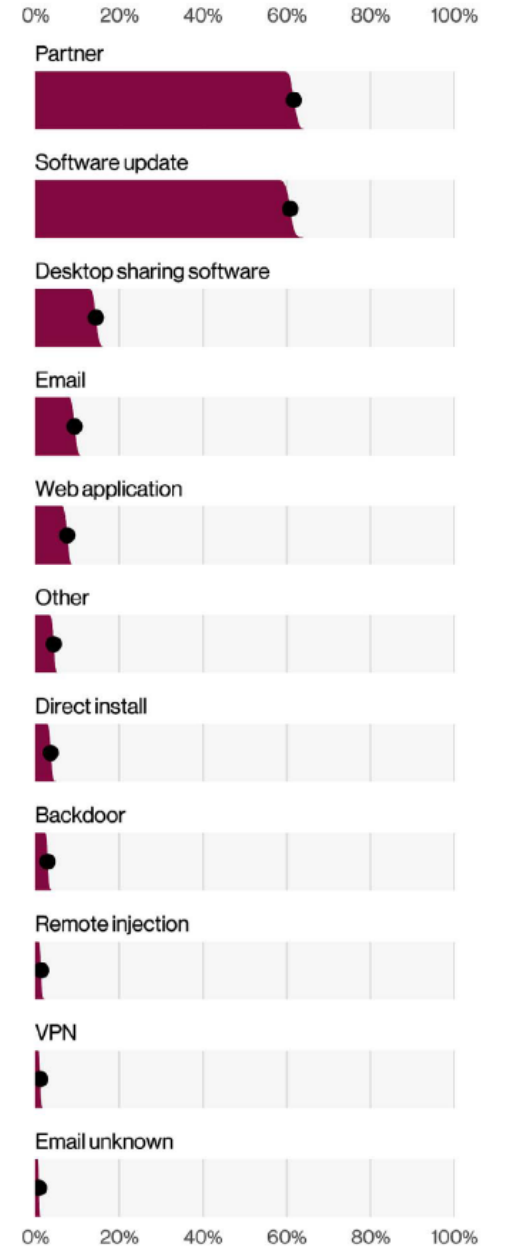 0% 20% 40% 60% 80% 100%
Partner
Software update
Desktop sharing software
Email
Web application
Other
Direct install
Backdoor
Remote injection
VPN
Email unknown
0% 20% 40% 60% 80% 100%